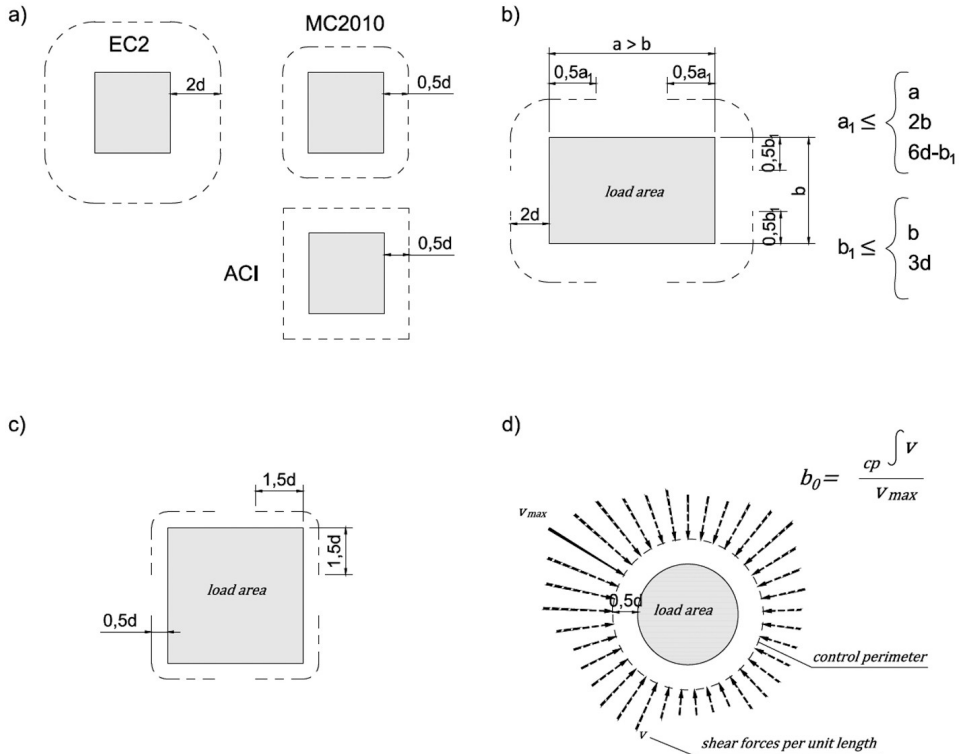 a)
EC2
2d
MC2010
0,5d
ACI
0,5d
b)
a > b
0,5a₁
0,5a₁
0,5b₁
b
0,5b₁
load area
2d
a₁ ≤
a
2b
6d-b₁
b₁ ≤
b
3d
c)
1,5d
1,5d
load area
0,5d
d)
b₀ = cp ∫ V / v max
v max
0,5d
load area
control perimeter
v
shear forces per unit length